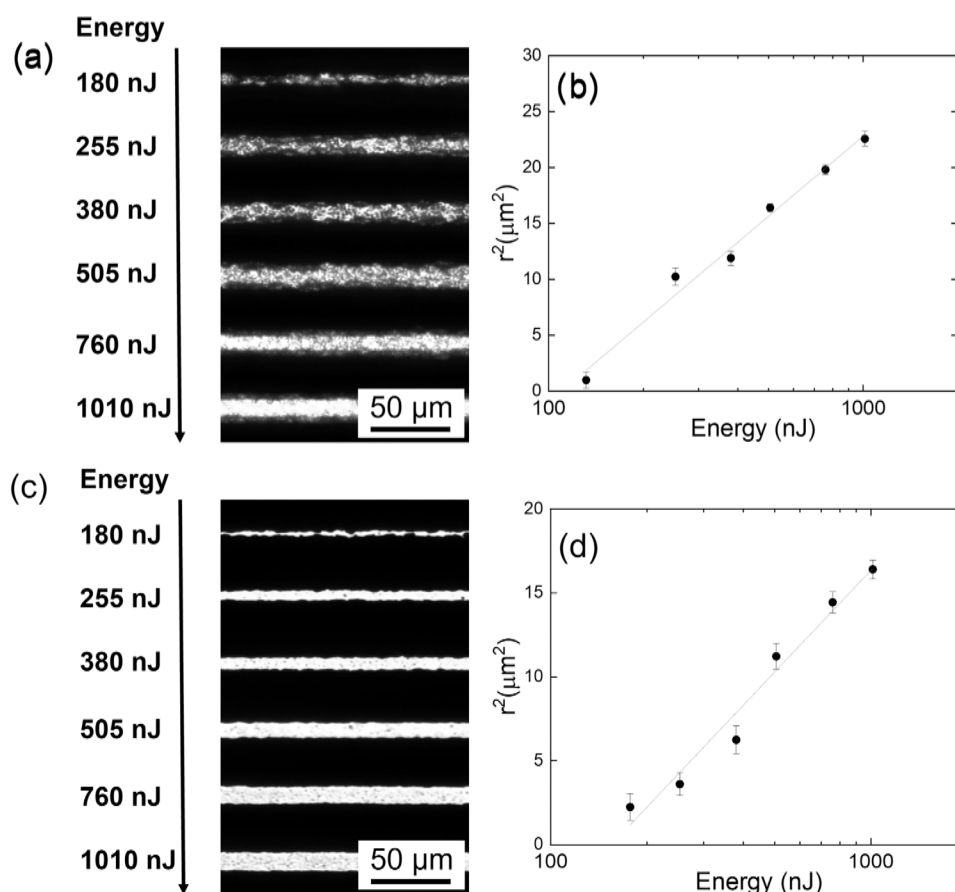 (a)
Energy
180 nJ
255 nJ
380 nJ
505 nJ
760 nJ
1010 nJ
50 µm
(b)
r²(µm²)
30
25
20
15
10
5
0
100
1000
Energy (nJ)
(c)
Energy
180 nJ
255 nJ
380 nJ
505 nJ
760 nJ
1010 nJ
50 µm
(d)
r²(µm²)
20
15
10
5
0
100
1000
Energy (nJ)